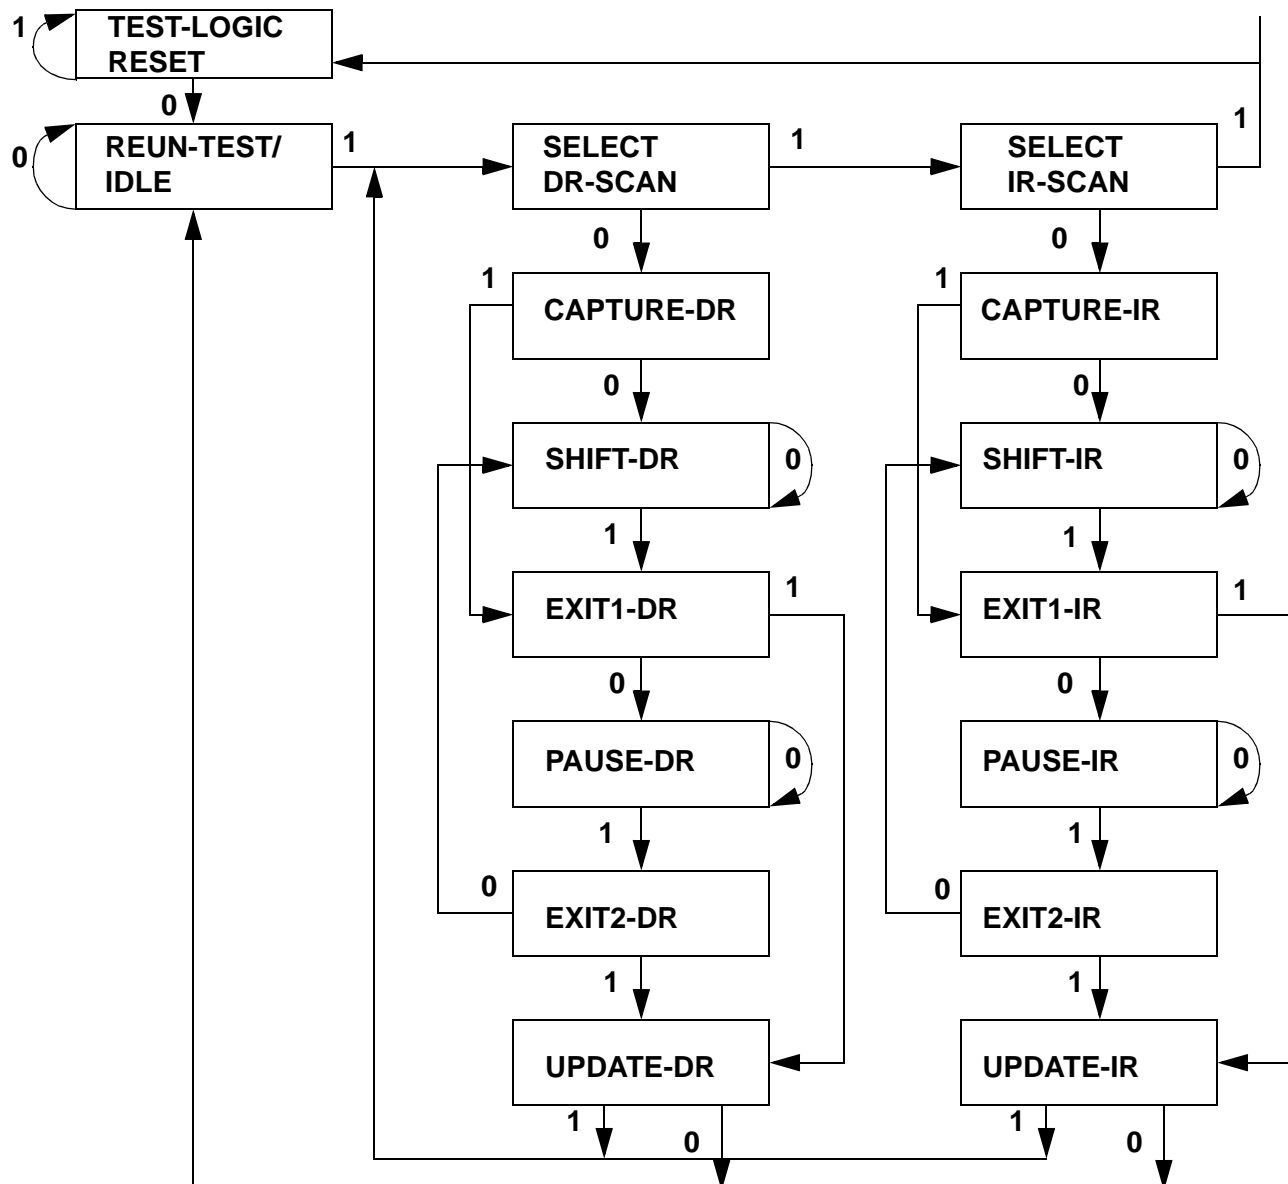 1
TEST-LOGIC
RESET
0
0
REUN-TEST/
IDLE
1
SELECT
DR-SCAN
1
SELECT
IR-SCAN
1
0
0
1
CAPTURE-DR
1
CAPTURE-IR
0
0
SHIFT-DR
0
SHIFT-IR
0
1
1
EXIT1-DR
1
EXIT1-IR
1
0
0
PAUSE-DR
0
PAUSE-IR
0
1
1
0
EXIT2-DR
0
EXIT2-IR
1
1
UPDATE-DR
UPDATE-IR
1
0
1
0